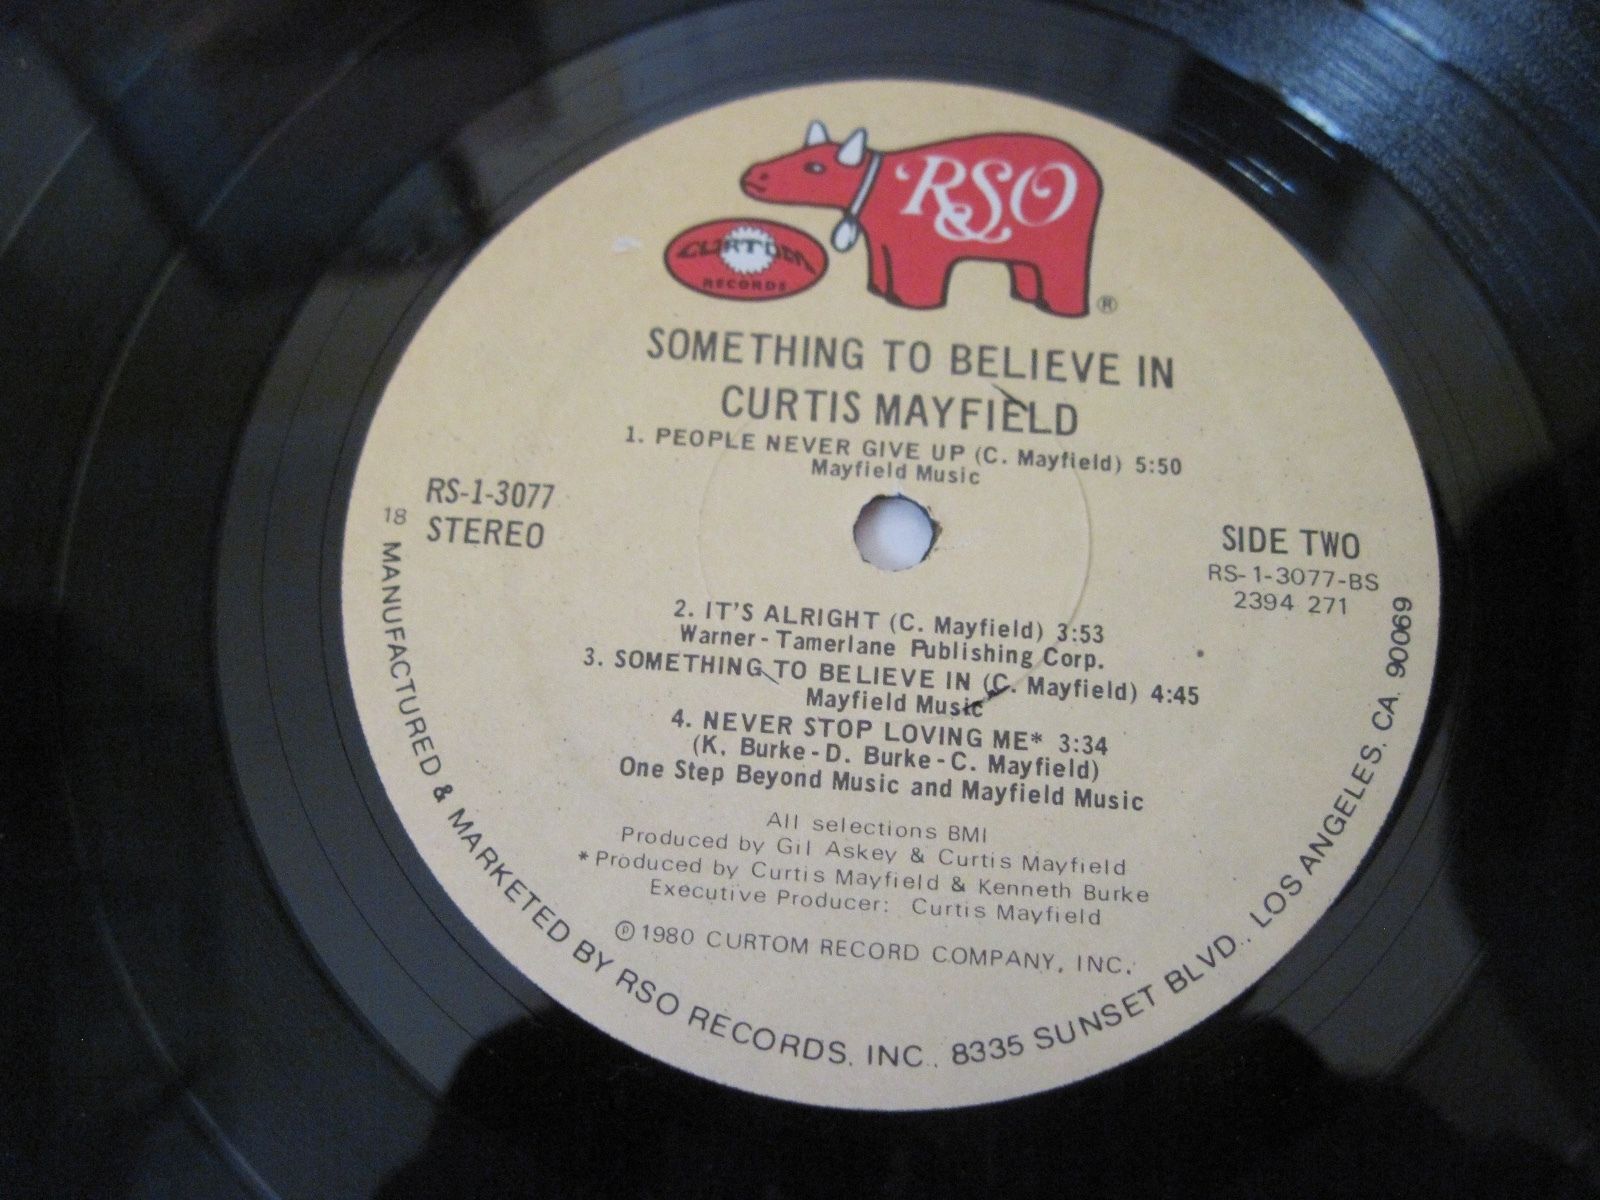 RSO
CURTOM
RECORDS
®
SOMETHING TO BELIEVE IN
CURTIS MAYFIELD
1. PEOPLE NEVER GIVE UP (C. Mayfield) 5:50
Mayfield Music
RS-1-3077
STEREO
SIDE TWO
RS-1-3077-BS
2394 271
2. IT'S ALRIGHT (C. Mayfield) 3:53
Warner-Tamerlane Publishing Corp.
3. SOMETHING TO BELIEVE IN (C. Mayfield) 4:45
Mayfield Music
4. NEVER STOP LOVING ME* 3:34
(K. Burke-D. Burke-C. Mayfield)
One Step Beyond Music and Mayfield Music
All selections BMI
Produced by Gil Askey & Curtis Mayfield
*Produced by Curtis Mayfield & Kenneth Burke
Executive Producer: Curtis Mayfield
Ⓟ1980 CURTOM RECORD COMPANY, INC.
18 MANUFACTURED & MARKETED BY RSO RECORDS, INC., 8335 SUNSET BLVD., LOS ANGELES, CA. 90069